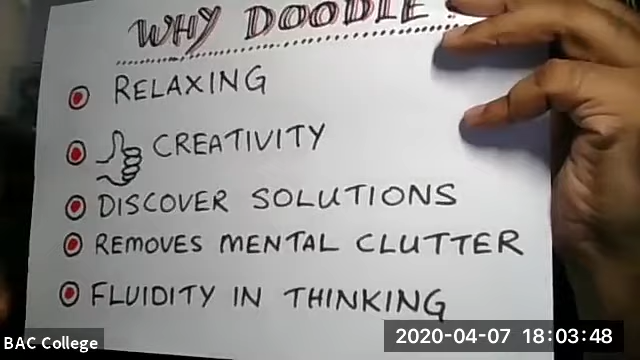 WHY DOODLE
RELAXING
CREATIVITY
DISCOVER SOLUTIONS
REMOVES MENTAL CLUTTER
FLUIDITY IN THINKING
BAC College
2020-04-07 18:03:48